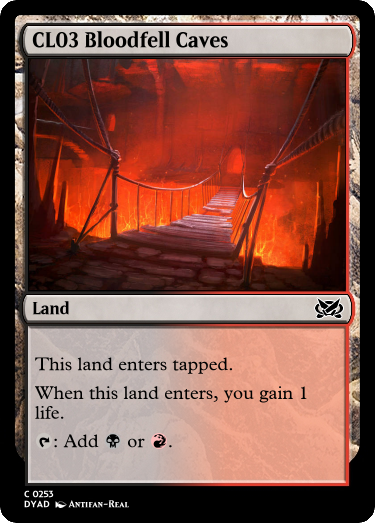 CL03 Bloodfell Caves
Land
This land enters tapped.
When this land enters, you gain 1
life.
: Add or .
C 0253
DYAD Antifan-Real